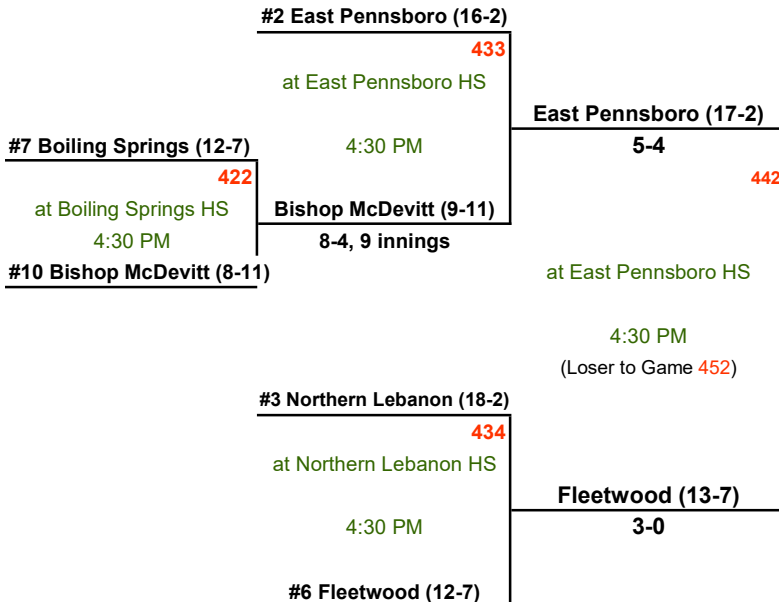 #2 East Pennsboro (16-2)
433
at East Pennsboro HS
East Pennsboro (17-2)
#7 Boiling Springs (12-7)
4:30 PM
5-4
422
442
at Boiling Springs HS
Bishop McDevitt (9-11)
4:30 PM
8-4, 9 innings
#10 Bishop McDevitt (8-11)
at East Pennsboro HS
4:30 PM
(Loser to Game 452)
#3 Northern Lebanon (18-2)
434
at Northern Lebanon HS
Fleetwood (13-7)
4:30 PM
3-0
#6 Fleetwood (12-7)